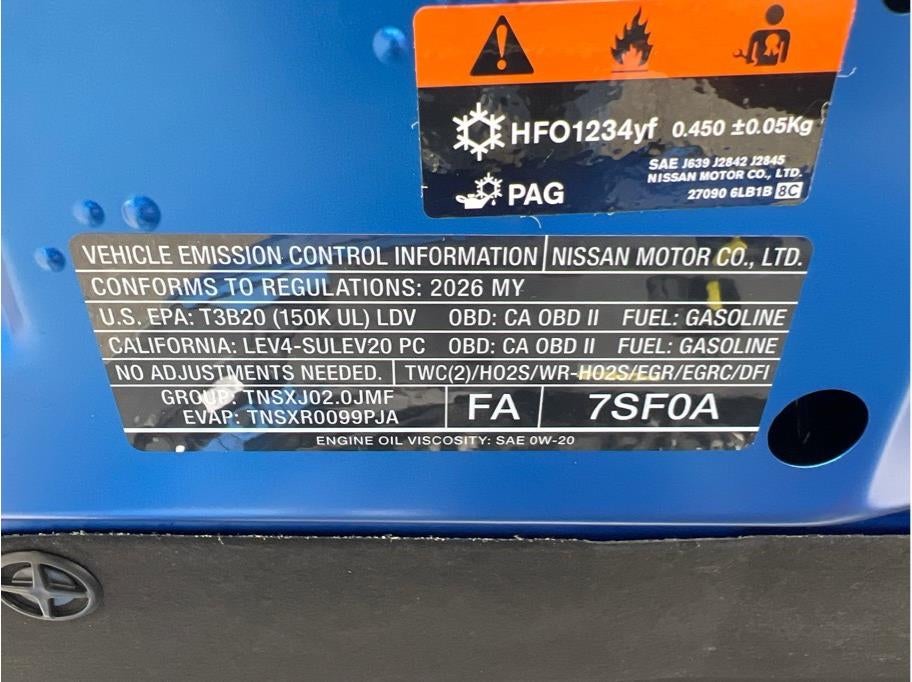 HFO1234yf 0.450 ±0.05Kg
SAE J639 J2842 J2845
NISSAN MOTOR CO., LTD.
PAG
27090 6LB1B 8C
VEHICLE EMISSION CONTROL INFORMATION NISSAN MOTOR CO., LTD.
CONFORMS TO REGULATIONS: 2026 MY
U.S. EPA: T3B20 (150K UL) LDV OBD: CA OBD II FUEL: GASOLINE
CALIFORNIA: LEV4-SULEV20 PC OBD: CA OBD II FUEL: GASOLINE
NO ADJUSTMENTS NEEDED. TWC(2)/HO2S/WR-HO2S/EGR/EGRC/DFI
GROUP: TNSXJ02.0JMF
EVAP: TNSXR0099PJA
FA 7SF0A
ENGINE OIL VISCOSITY: SAE 0W-20